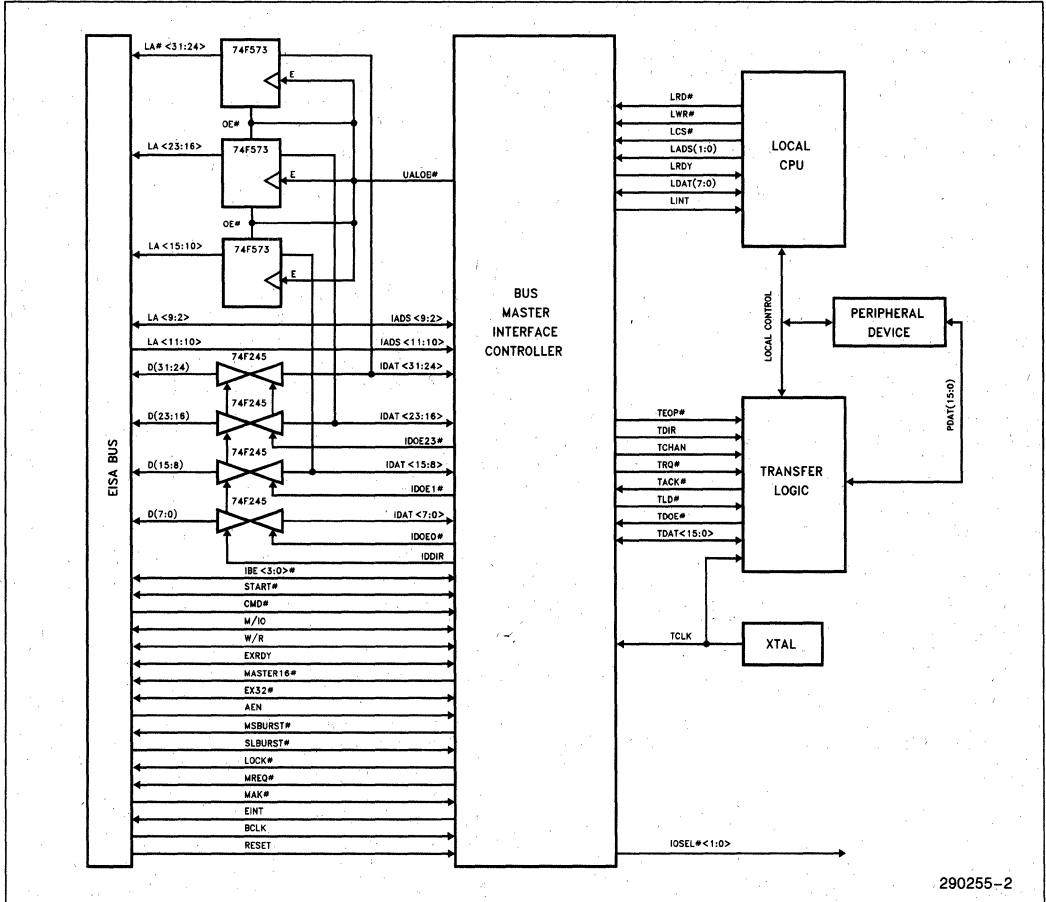 LA# <31:24>
74F573
E
OE#
LA <23:16>
74F573
E
UALOE#
OE#
LA <15:10>
74F573
E
LA <9:2>
IADS <9:2>
LA <11:10>
IADS <11:10>
74F245
D(31:24)
IDAT <31:24>
74F245
D(23:16)
IDAT <23:16>
IDOE23#
74F245
D(15:8)
IDAT <15:8>
IDOE1#
74F245
D(7:0)
IDAT <7:0>
IDOE0#
IDDIR
IBE <3:0>#
START#
CMD#
M/IO
W/R
EXRDY
MASTER16#
EX32#
AEN
MSBURST#
SLBURST#
LOCK#
MREQ#
MAK#
EINT
BCLK
RESET
EISA BUS
BUS
MASTER
INTERFACE
CONTROLLER
LRD#
LWR#
LCS#
LADS(1:0)
LRDY
LDAT(7:0)
LINT
LOCAL
CPU
LOCAL CONTROL
PERIPHERAL
DEVICE
PDAT(15:0)
TEOP#
TDIR
TCHAN
TRQ#
TACK#
TLD#
TDOE#
TDAT<15:0>
TRANSFER
LOGIC
TCLK
XTAL
IOSEL#<1:0>
290255-2